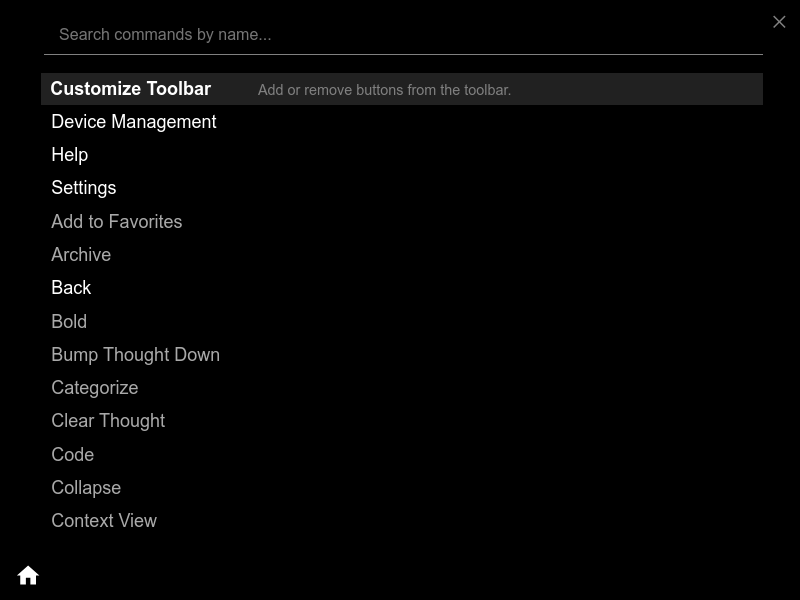 Search commands by name...
Customize Toolbar Add or remove buttons from the toolbar.
Device Management
Help
Settings
Add to Favorites
Archive
Back
Bold
Bump Thought Down
Categorize
Clear Thought
Code
Collapse
Context View